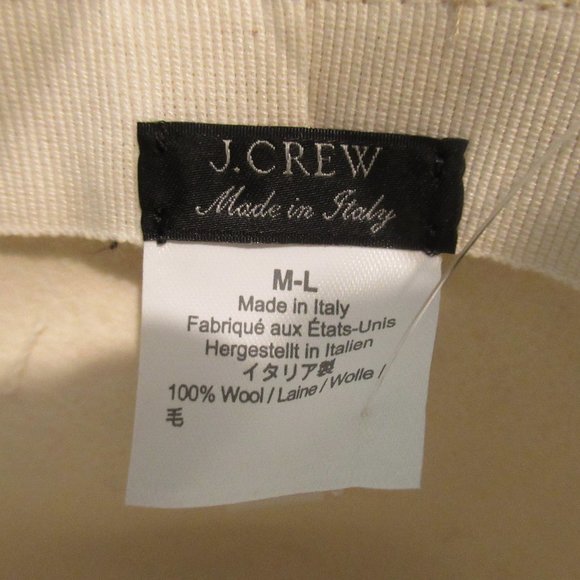 J.CREW
Made in Italy
M-L
Made in Italy
Fabriqué aux États-Unis
Hergestellt in Italien
イタリア製
100% Wool / Laine / Wolle /
毛